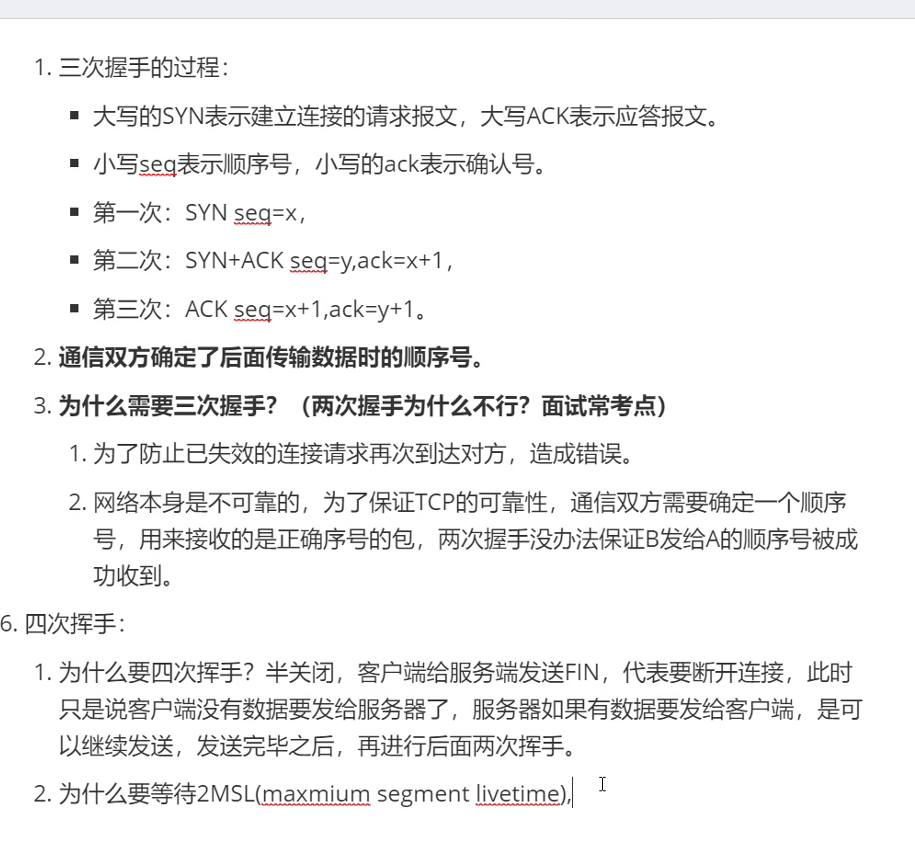 1. 三次握手的过程：
▪ 大写的SYN表示建立连接的请求报文，大写ACK表示应答报文。
▪ 小写seq表示顺序号，小写的ack表示确认号。
▪ 第一次：SYN seq=x，
▪ 第二次：SYN+ACK seq=y,ack=x+1，
▪ 第三次：ACK seq=x+1,ack=y+1。
2. 通信双方确定了后面传输数据时的顺序号。
3. 为什么需要三次握手？（两次握手为什么不行？面试常考点）
1. 为了防止已失效的连接请求再次到达对方，造成错误。
2. 网络本身是不可靠的，为了保证TCP的可靠性，通信双方需要确定一个顺序
号，用来接收的是正确序号的包，两次握手没办法保证B发给A的顺序号被成
功收到。
6. 四次挥手：
1. 为什么要四次挥手？半关闭，客户端给服务端发送FIN，代表要断开连接，此时
只是说客户端没有数据要发给服务器了，服务器如果有数据要发给客户端，是可
以继续发送，发送完毕之后，再进行后面两次挥手。
2. 为什么要等待2MSL(maxmium segment livetime),